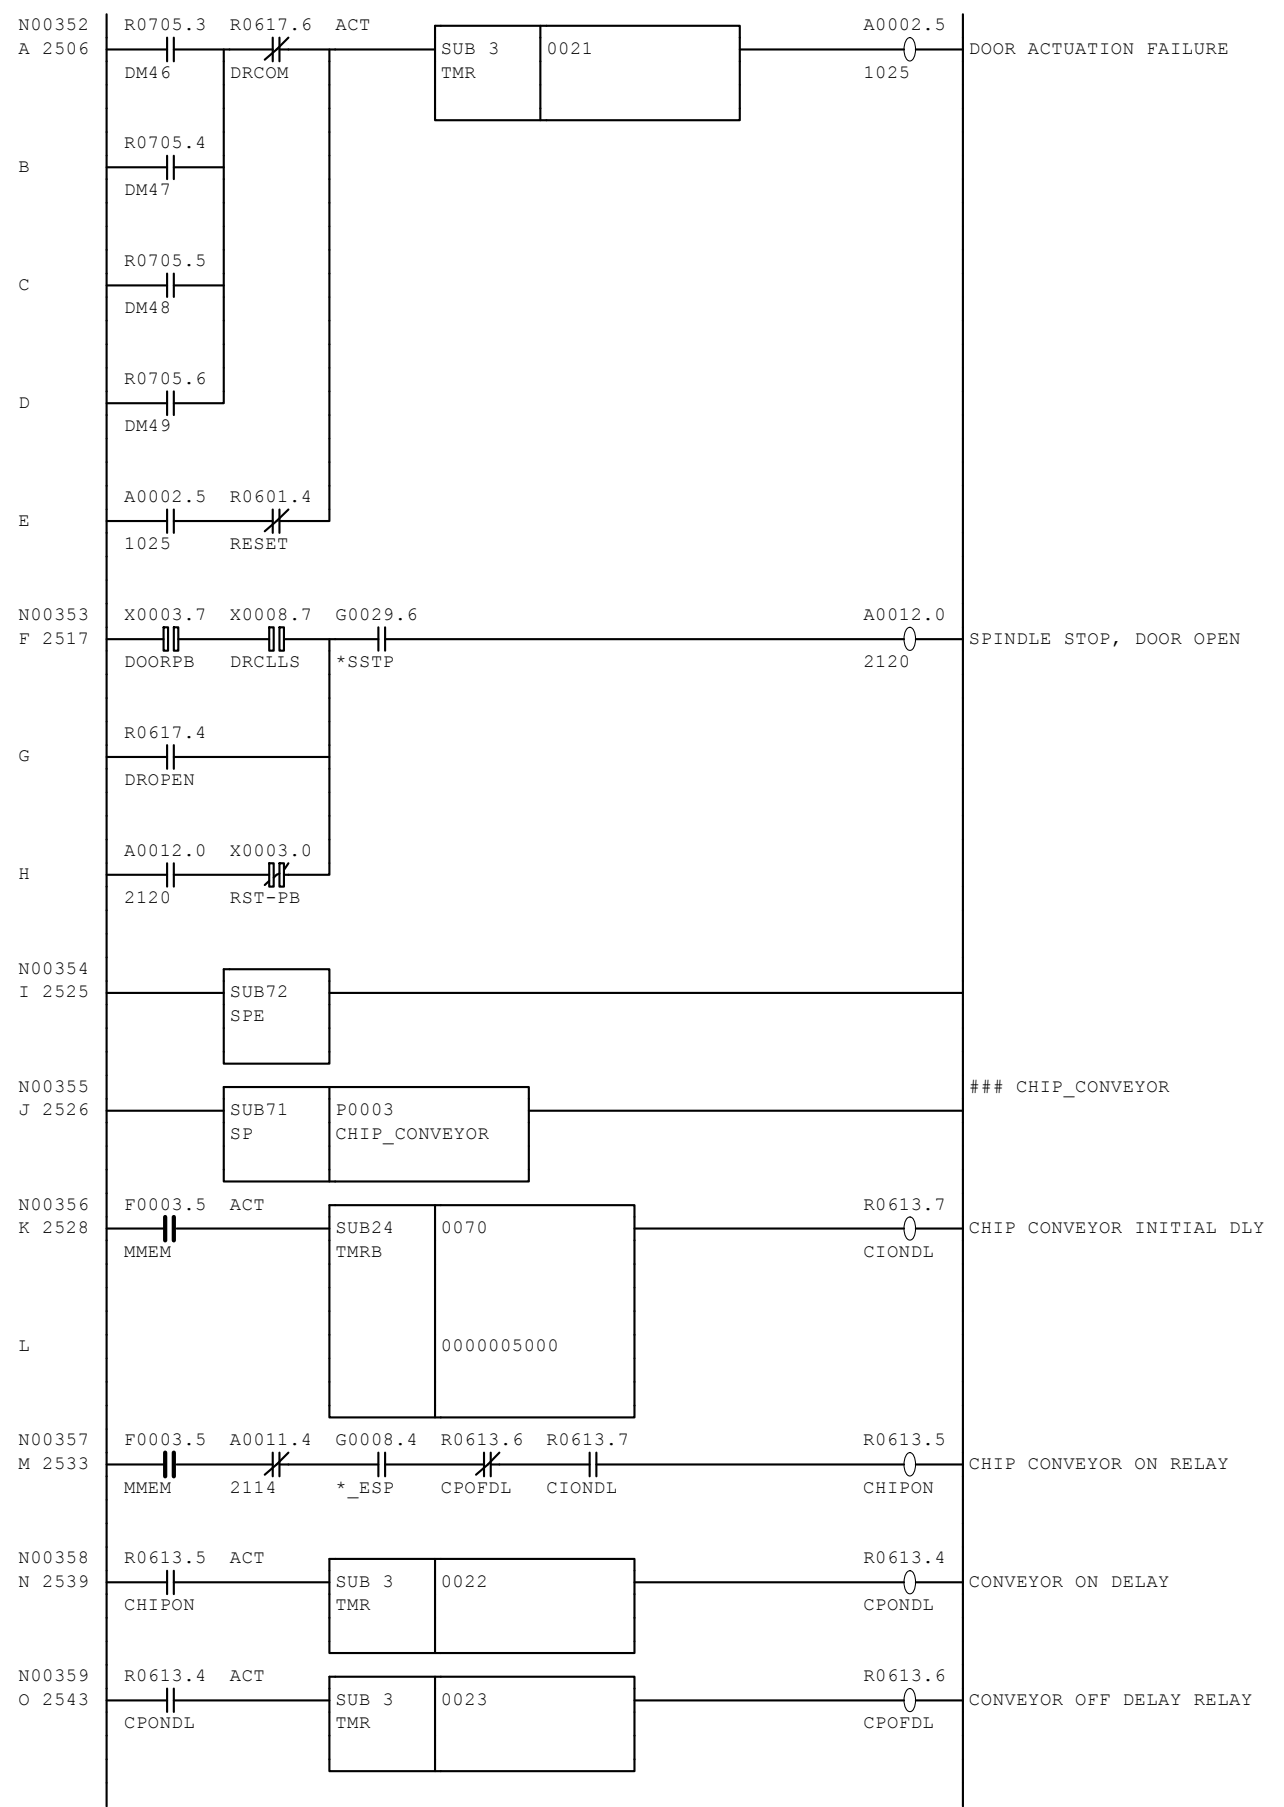 N00352 R0705.3 R0617.6 ACT A0002.5
A 2506 SUB 3 0021 DOOR ACTUATION FAILURE
DM46 DRCOM TMR 1025
R0705.4
B
DM47
R0705.5
C
DM48
R0705.6
D
DM49
A0002.5 R0601.4
E
1025 RESET
N00353 X0003.7 X0008.7 G0029.6 A0012.0
F 2517 SPINDLE STOP, DOOR OPEN
DOORPB DRCLLS *SSTP 2120
R0617.4
G
DROPEN
A0012.0 X0003.0
H
2120 RST-PB
N00354
I 2525 SUB72
SPE
N00355 ### CHIP_CONVEYOR
J 2526 SUB71 P0003
SP CHIP_CONVEYOR
N00356 F0003.5 ACT R0613.7
K 2528 SUB24 0070 CHIP CONVEYOR INITIAL DLY
MMEM TMRB CIONDL
L 0000005000
N00357 F0003.5 A0011.4 G0008.4 R0613.6 R0613.7 R0613.5
M 2533 CHIP CONVEYOR ON RELAY
MMEM 2114 *_ESP CPOFDL CIONDL CHIPON
N00358 R0613.5 ACT R0613.4
N 2539 SUB 3 0022 CONVEYOR ON DELAY
CHIPON TMR CPONDL
N00359 R0613.4 ACT R0613.6
O 2543 SUB 3 0023 CONVEYOR OFF DELAY RELAY
CPONDL TMR CPOFDL